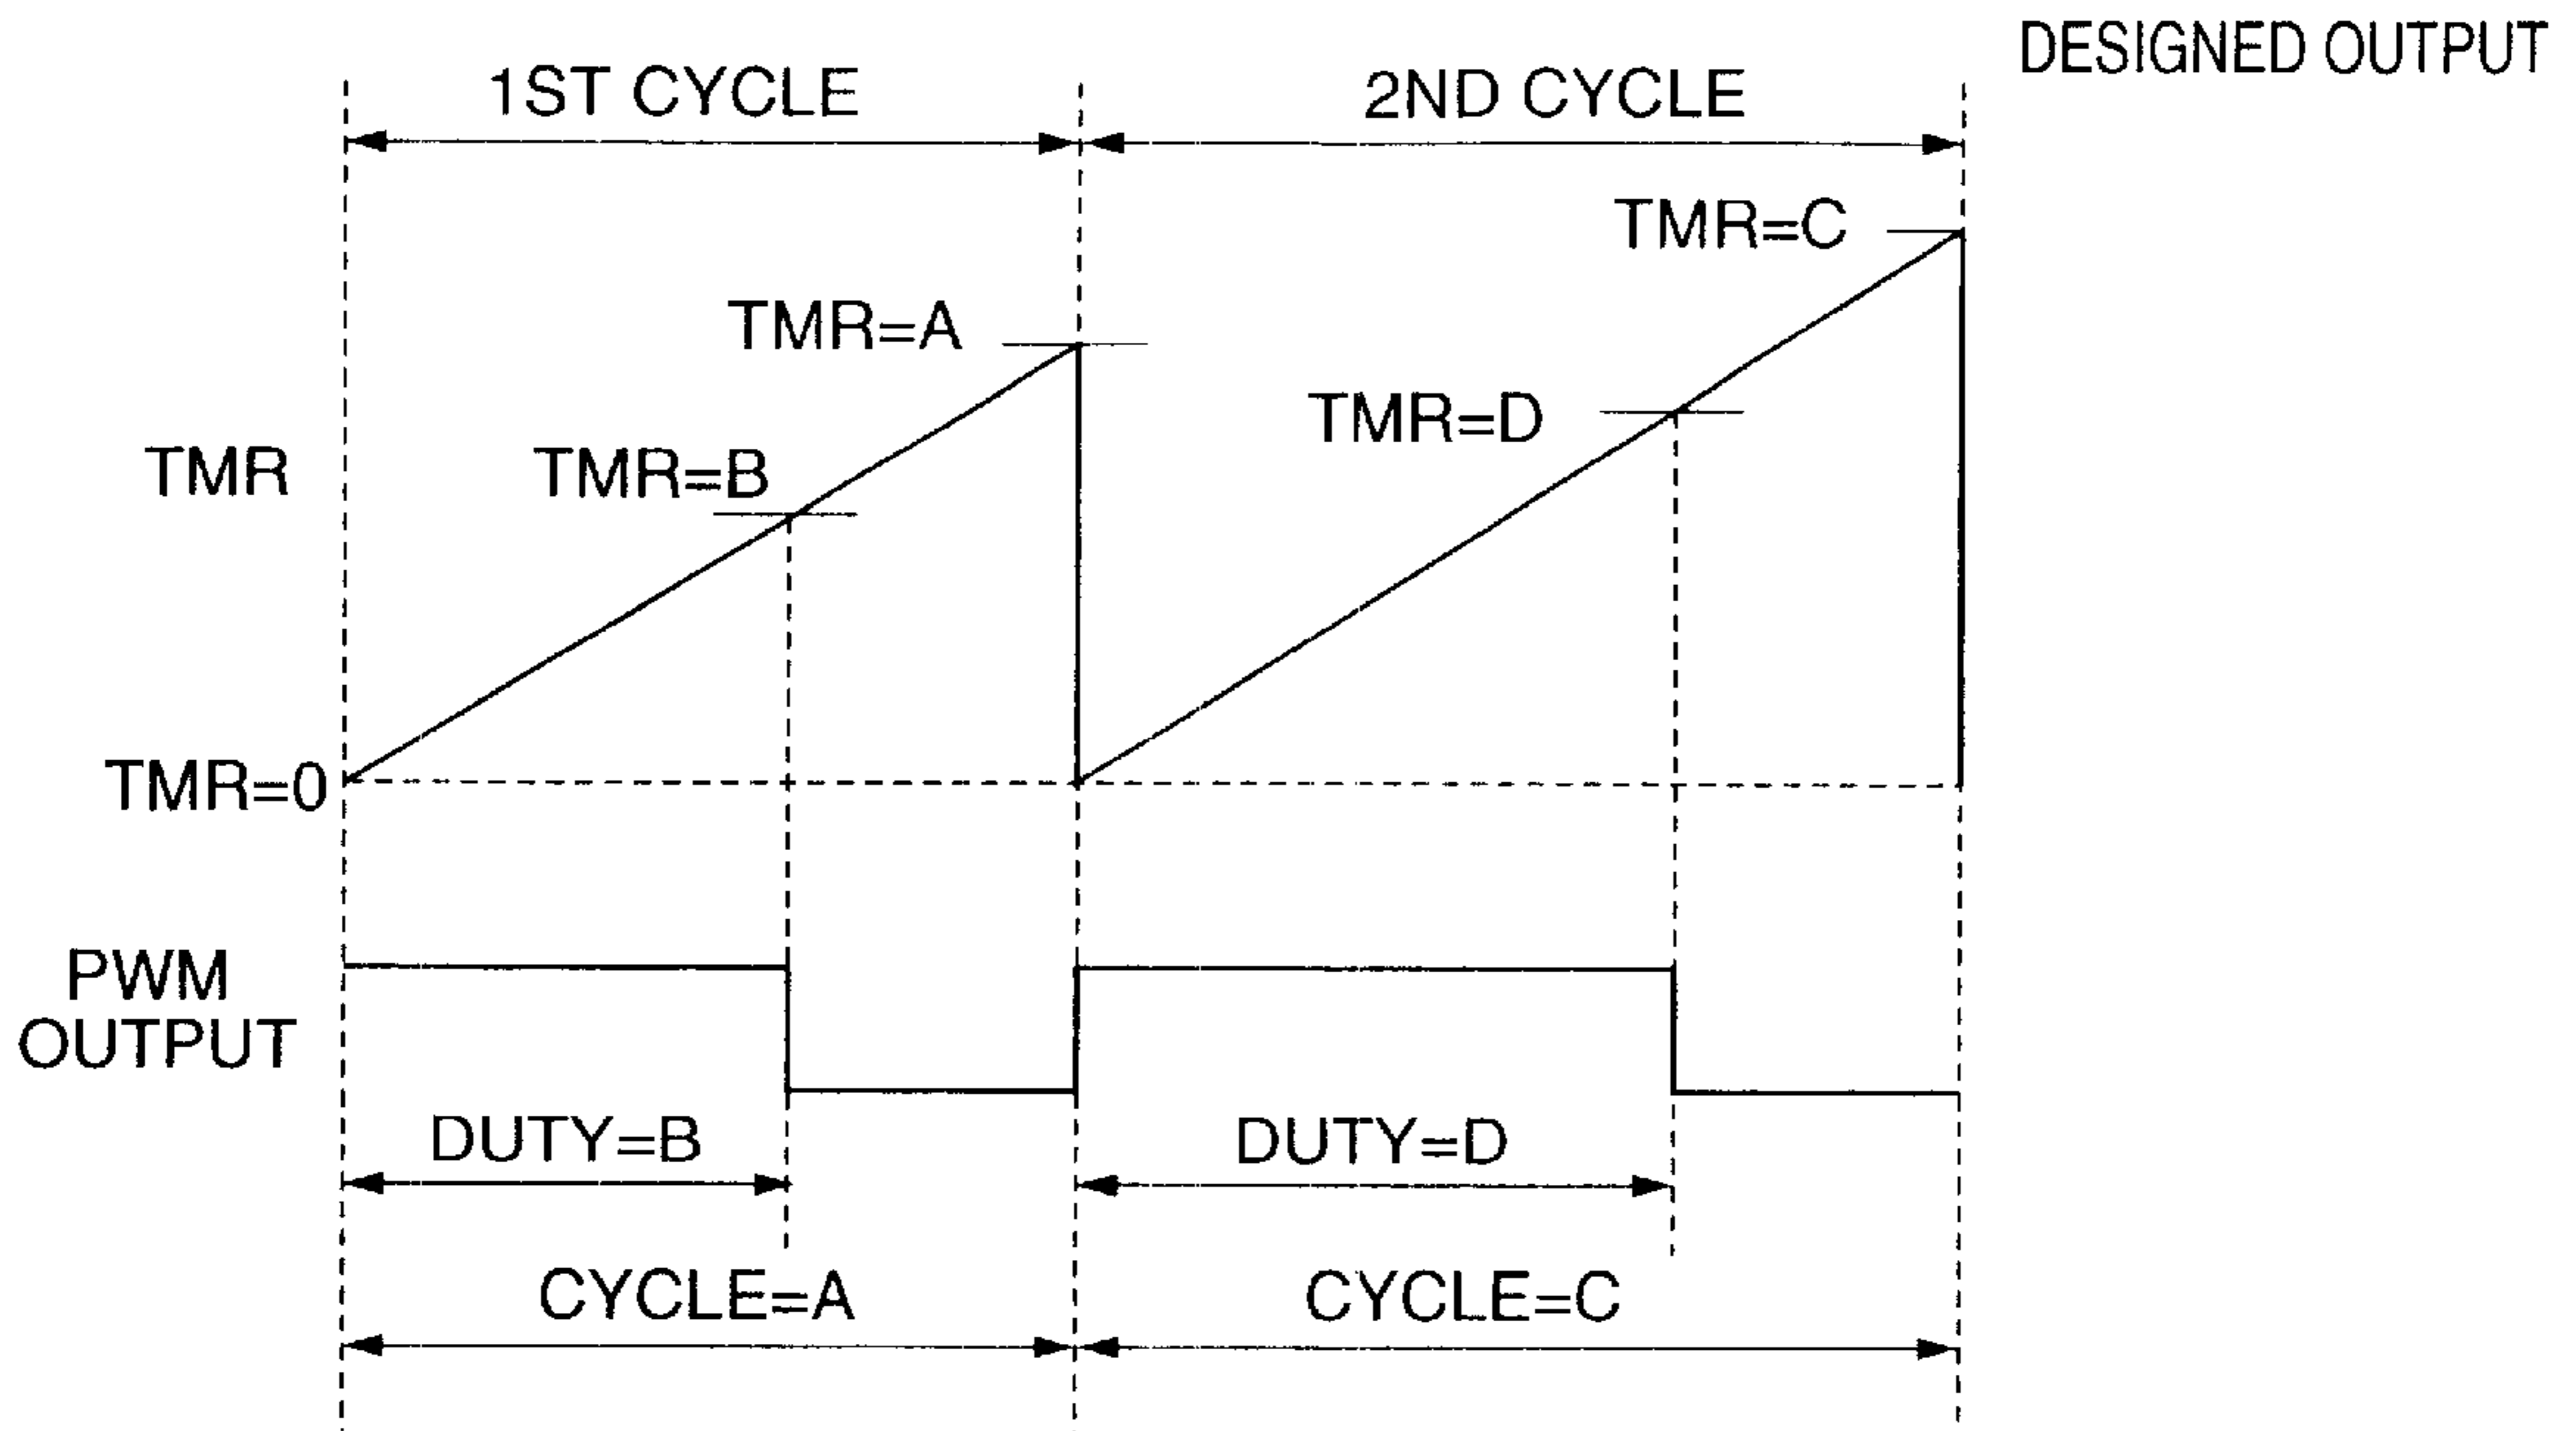 DESIGNED OUTPUT
1ST CYCLE
2ND CYCLE
TMR=C
TMR=A
TMR=D
TMR=B
TMR
TMR=0
PWM
OUTPUT
DUTY=B
DUTY=D
CYCLE=A
CYCLE=C